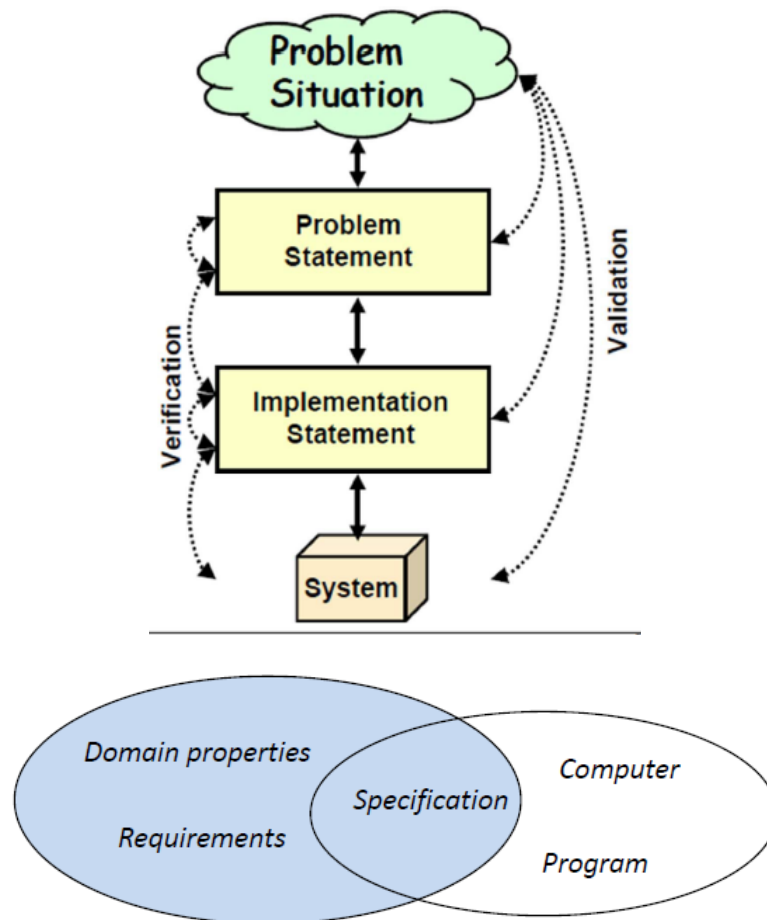 Problem
Situation
Problem
Statement
Validation
Verification
Implementation
Statement
System
Domain properties
Computer
Specification
Requirements
Program